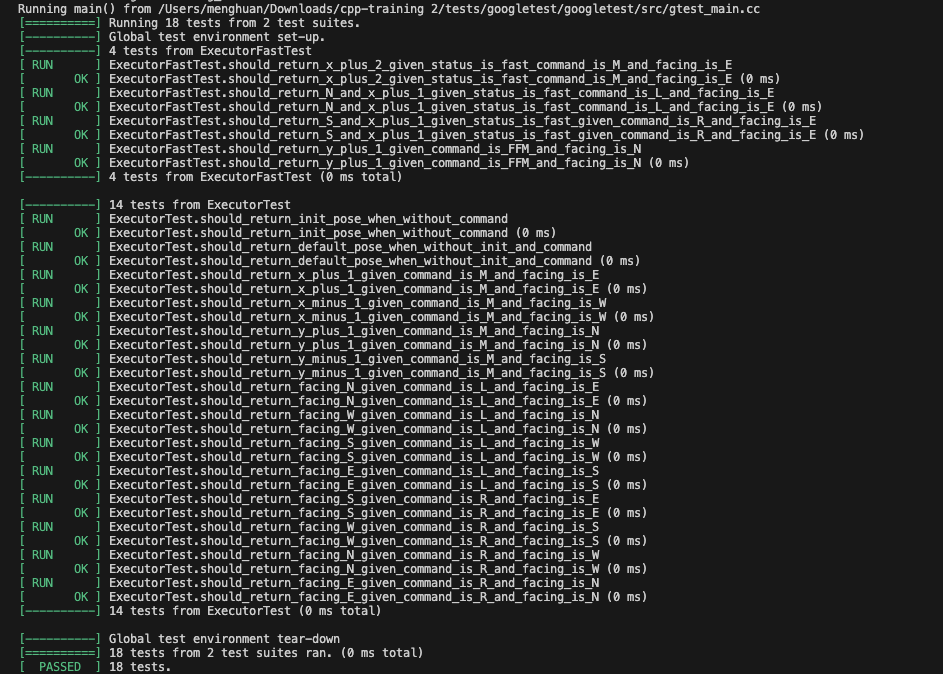 Running main() from /Users/menghuan/Downloads/cpp-training 2/tests/googletest/googletest/src/gtest_main.cc
[==========] Running 18 tests from 2 test suites.
[----------] Global test environment set-up.
[----------] 4 tests from ExecutorFastTest
[ RUN      ] ExecutorFastTest.should_return_x_plus_2_given_status_is_fast_command_is_M_and_facing_is_E
[       OK ] ExecutorFastTest.should_return_x_plus_2_given_status_is_fast_command_is_M_and_facing_is_E (0 ms)
[ RUN      ] ExecutorFastTest.should_return_N_and_x_plus_1_given_status_is_fast_command_is_L_and_facing_is_E
[       OK ] ExecutorFastTest.should_return_N_and_x_plus_1_given_status_is_fast_command_is_L_and_facing_is_E (0 ms)
[ RUN      ] ExecutorFastTest.should_return_S_and_x_plus_1_given_status_is_fast_given_command_is_R_and_facing_is_E
[       OK ] ExecutorFastTest.should_return_S_and_x_plus_1_given_status_is_fast_given_command_is_R_and_facing_is_E (0 ms)
[ RUN      ] ExecutorFastTest.should_return_y_plus_1_given_command_is_FFM_and_facing_is_N
[       OK ] ExecutorFastTest.should_return_y_plus_1_given_command_is_FFM_and_facing_is_N (0 ms)
[----------] 4 tests from ExecutorFastTest (0 ms total)
[----------] 14 tests from ExecutorTest
[ RUN      ] ExecutorTest.should_return_init_pose_when_without_command
[       OK ] ExecutorTest.should_return_init_pose_when_without_command (0 ms)
[ RUN      ] ExecutorTest.should_return_default_pose_when_without_init_and_command
[       OK ] ExecutorTest.should_return_default_pose_when_without_init_and_command (0 ms)
[ RUN      ] ExecutorTest.should_return_x_plus_1_given_command_is_M_and_facing_is_E
[       OK ] ExecutorTest.should_return_x_plus_1_given_command_is_M_and_facing_is_E (0 ms)
[ RUN      ] ExecutorTest.should_return_x_minus_1_given_command_is_M_and_facing_is_W
[       OK ] ExecutorTest.should_return_x_minus_1_given_command_is_M_and_facing_is_W (0 ms)
[ RUN      ] ExecutorTest.should_return_y_plus_1_given_command_is_M_and_facing_is_N
[       OK ] ExecutorTest.should_return_y_plus_1_given_command_is_M_and_facing_is_N (0 ms)
[ RUN      ] ExecutorTest.should_return_y_minus_1_given_command_is_M_and_facing_is_S
[       OK ] ExecutorTest.should_return_y_minus_1_given_command_is_M_and_facing_is_S (0 ms)
[ RUN      ] ExecutorTest.should_return_facing_N_given_command_is_L_and_facing_is_E
[       OK ] ExecutorTest.should_return_facing_N_given_command_is_L_and_facing_is_E (0 ms)
[ RUN      ] ExecutorTest.should_return_facing_W_given_command_is_L_and_facing_is_N
[       OK ] ExecutorTest.should_return_facing_W_given_command_is_L_and_facing_is_N (0 ms)
[ RUN      ] ExecutorTest.should_return_facing_S_given_command_is_L_and_facing_is_W
[       OK ] ExecutorTest.should_return_facing_S_given_command_is_L_and_facing_is_W (0 ms)
[ RUN      ] ExecutorTest.should_return_facing_E_given_command_is_L_and_facing_is_S
[       OK ] ExecutorTest.should_return_facing_E_given_command_is_L_and_facing_is_S (0 ms)
[ RUN      ] ExecutorTest.should_return_facing_S_given_command_is_R_and_facing_is_E
[       OK ] ExecutorTest.should_return_facing_S_given_command_is_R_and_facing_is_E (0 ms)
[ RUN      ] ExecutorTest.should_return_facing_W_given_command_is_R_and_facing_is_S
[       OK ] ExecutorTest.should_return_facing_W_given_command_is_R_and_facing_is_S (0 ms)
[ RUN      ] ExecutorTest.should_return_facing_N_given_command_is_R_and_facing_is_W
[       OK ] ExecutorTest.should_return_facing_N_given_command_is_R_and_facing_is_W (0 ms)
[ RUN      ] ExecutorTest.should_return_facing_E_given_command_is_R_and_facing_is_N
[       OK ] ExecutorTest.should_return_facing_E_given_command_is_R_and_facing_is_N (0 ms)
[----------] 14 tests from ExecutorTest (0 ms total)
[----------] Global test environment tear-down
[==========] 18 tests from 2 test suites ran. (0 ms total)
[  PASSED  ] 18 tests.